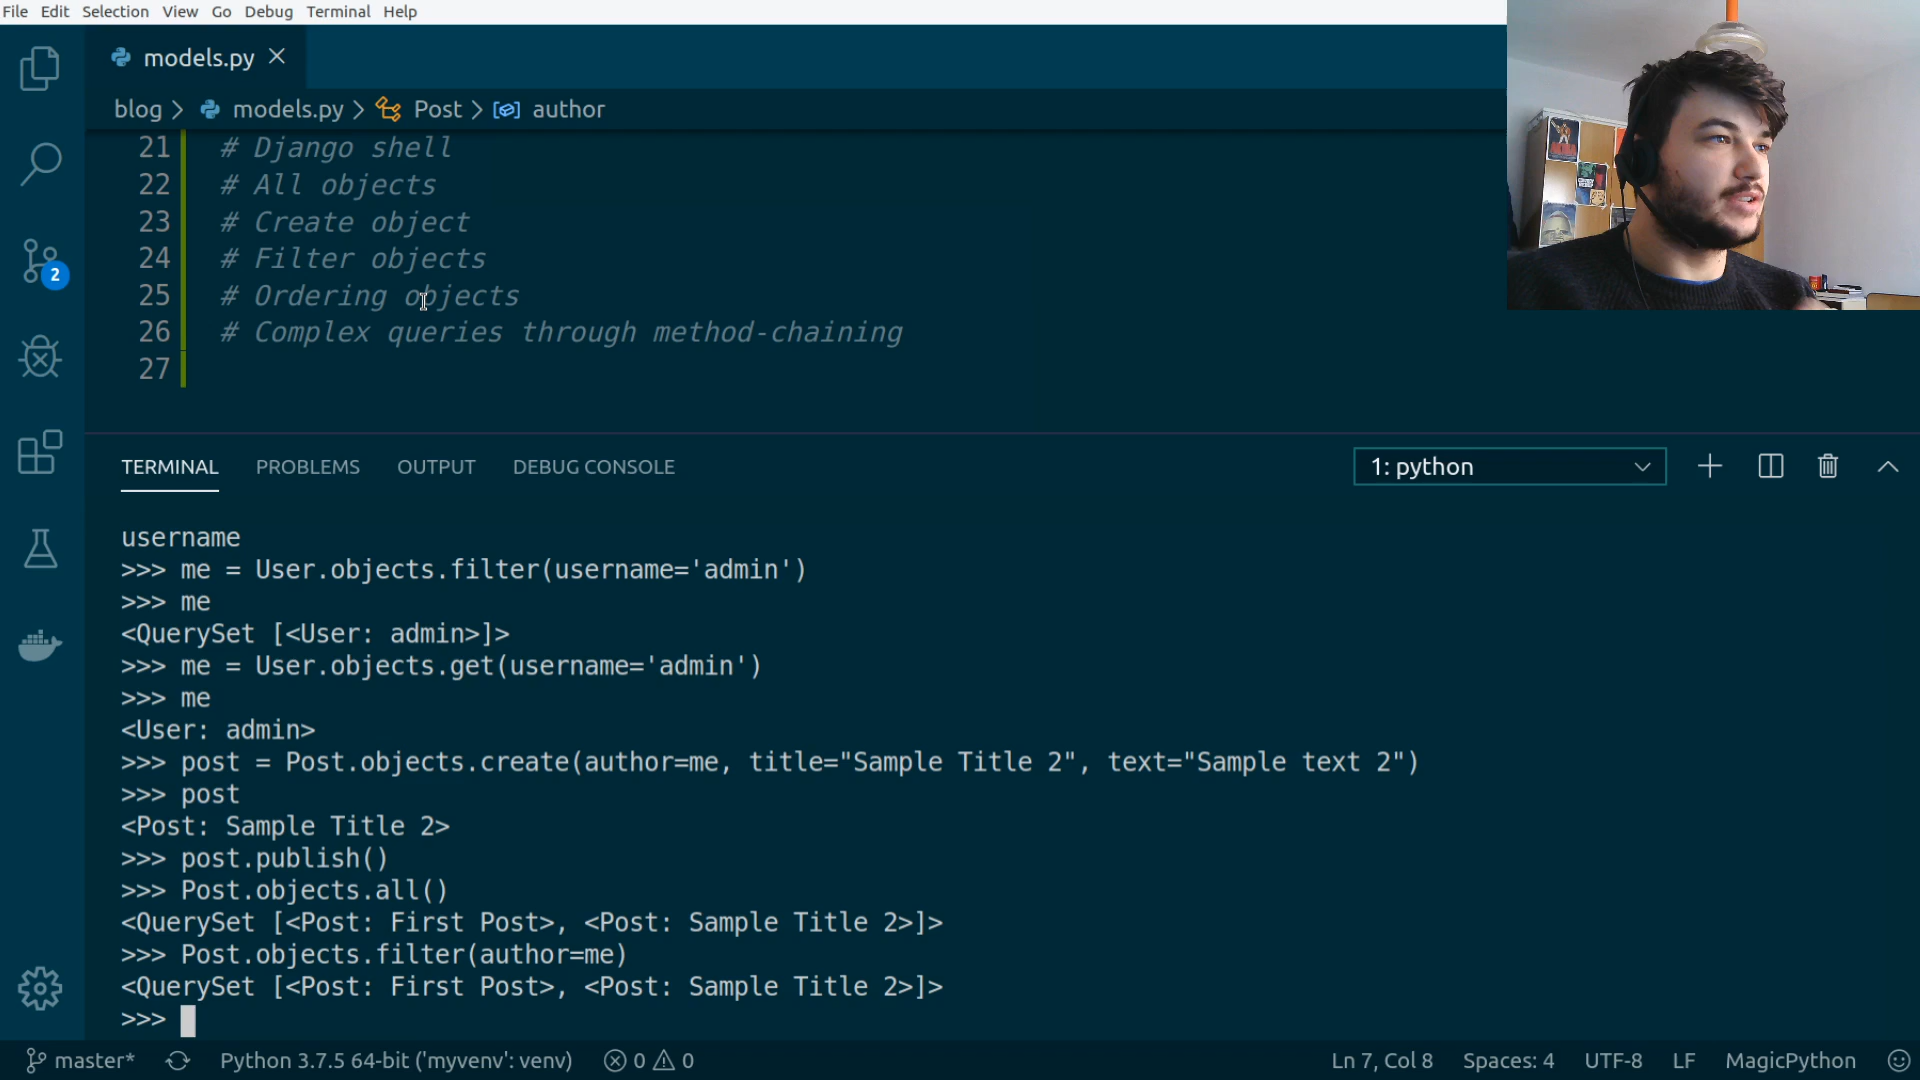 File Edit Selection View Go Debug Terminal Help
models.py
blog > models.py > Post > author
21 # Django shell
22 # All objects
23 # Create object
24 # Filter objects
25 # Ordering objects
26 # Complex queries through method-chaining
27
2
TERMINAL PROBLEMS OUTPUT DEBUG CONSOLE 1: python
username
>>> me = User.objects.filter(username='admin')
>>> me
<QuerySet [<User: admin>]>
>>> me = User.objects.get(username='admin')
>>> me
<User: admin>
>>> post = Post.objects.create(author=me, title="Sample Title 2", text="Sample text 2")
>>> post
<Post: Sample Title 2>
>>> post.publish()
>>> Post.objects.all()
<QuerySet [<Post: First Post>, <Post: Sample Title 2>]>
>>> Post.objects.filter(author=me)
<QuerySet [<Post: First Post>, <Post: Sample Title 2>]>
>>>
master* Python 3.7.5 64-bit ('myvenv': venv) 0 0 Ln 7, Col 8 Spaces: 4 UTF-8 LF MagicPython